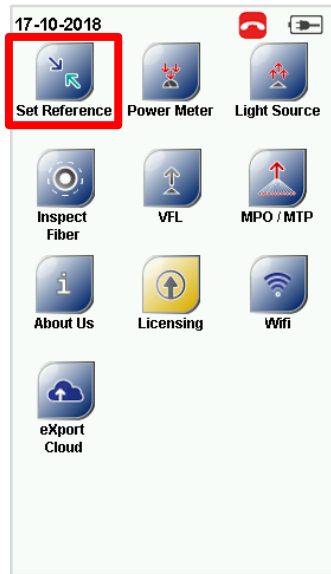 17-10-2018
Set Reference
Power Meter
Light Source
Inspect
Fiber
VFL
MPO / MTP
About Us
Licensing
Wifi
eXport
Cloud